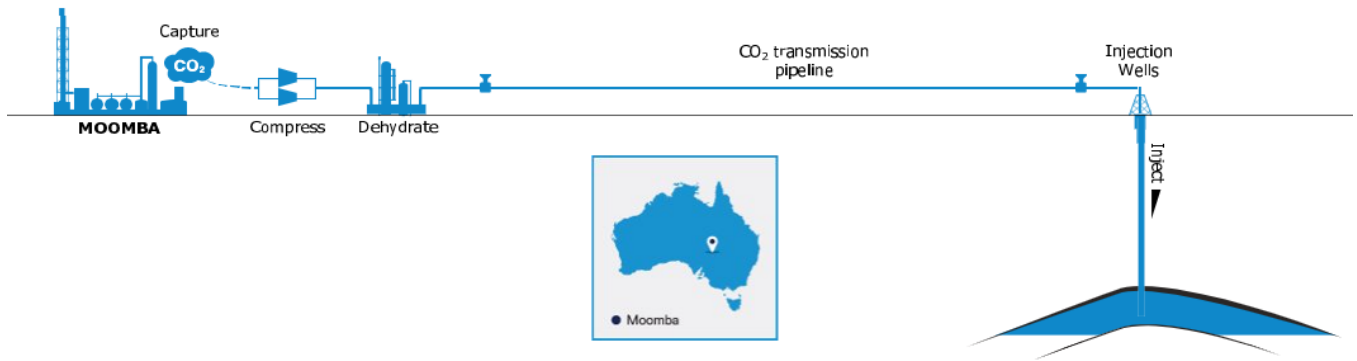 Capture
CO₂
MOOMBA
Compress
Dehydrate
CO₂ transmission
pipeline
Injection
Wells
Inject
Moomba